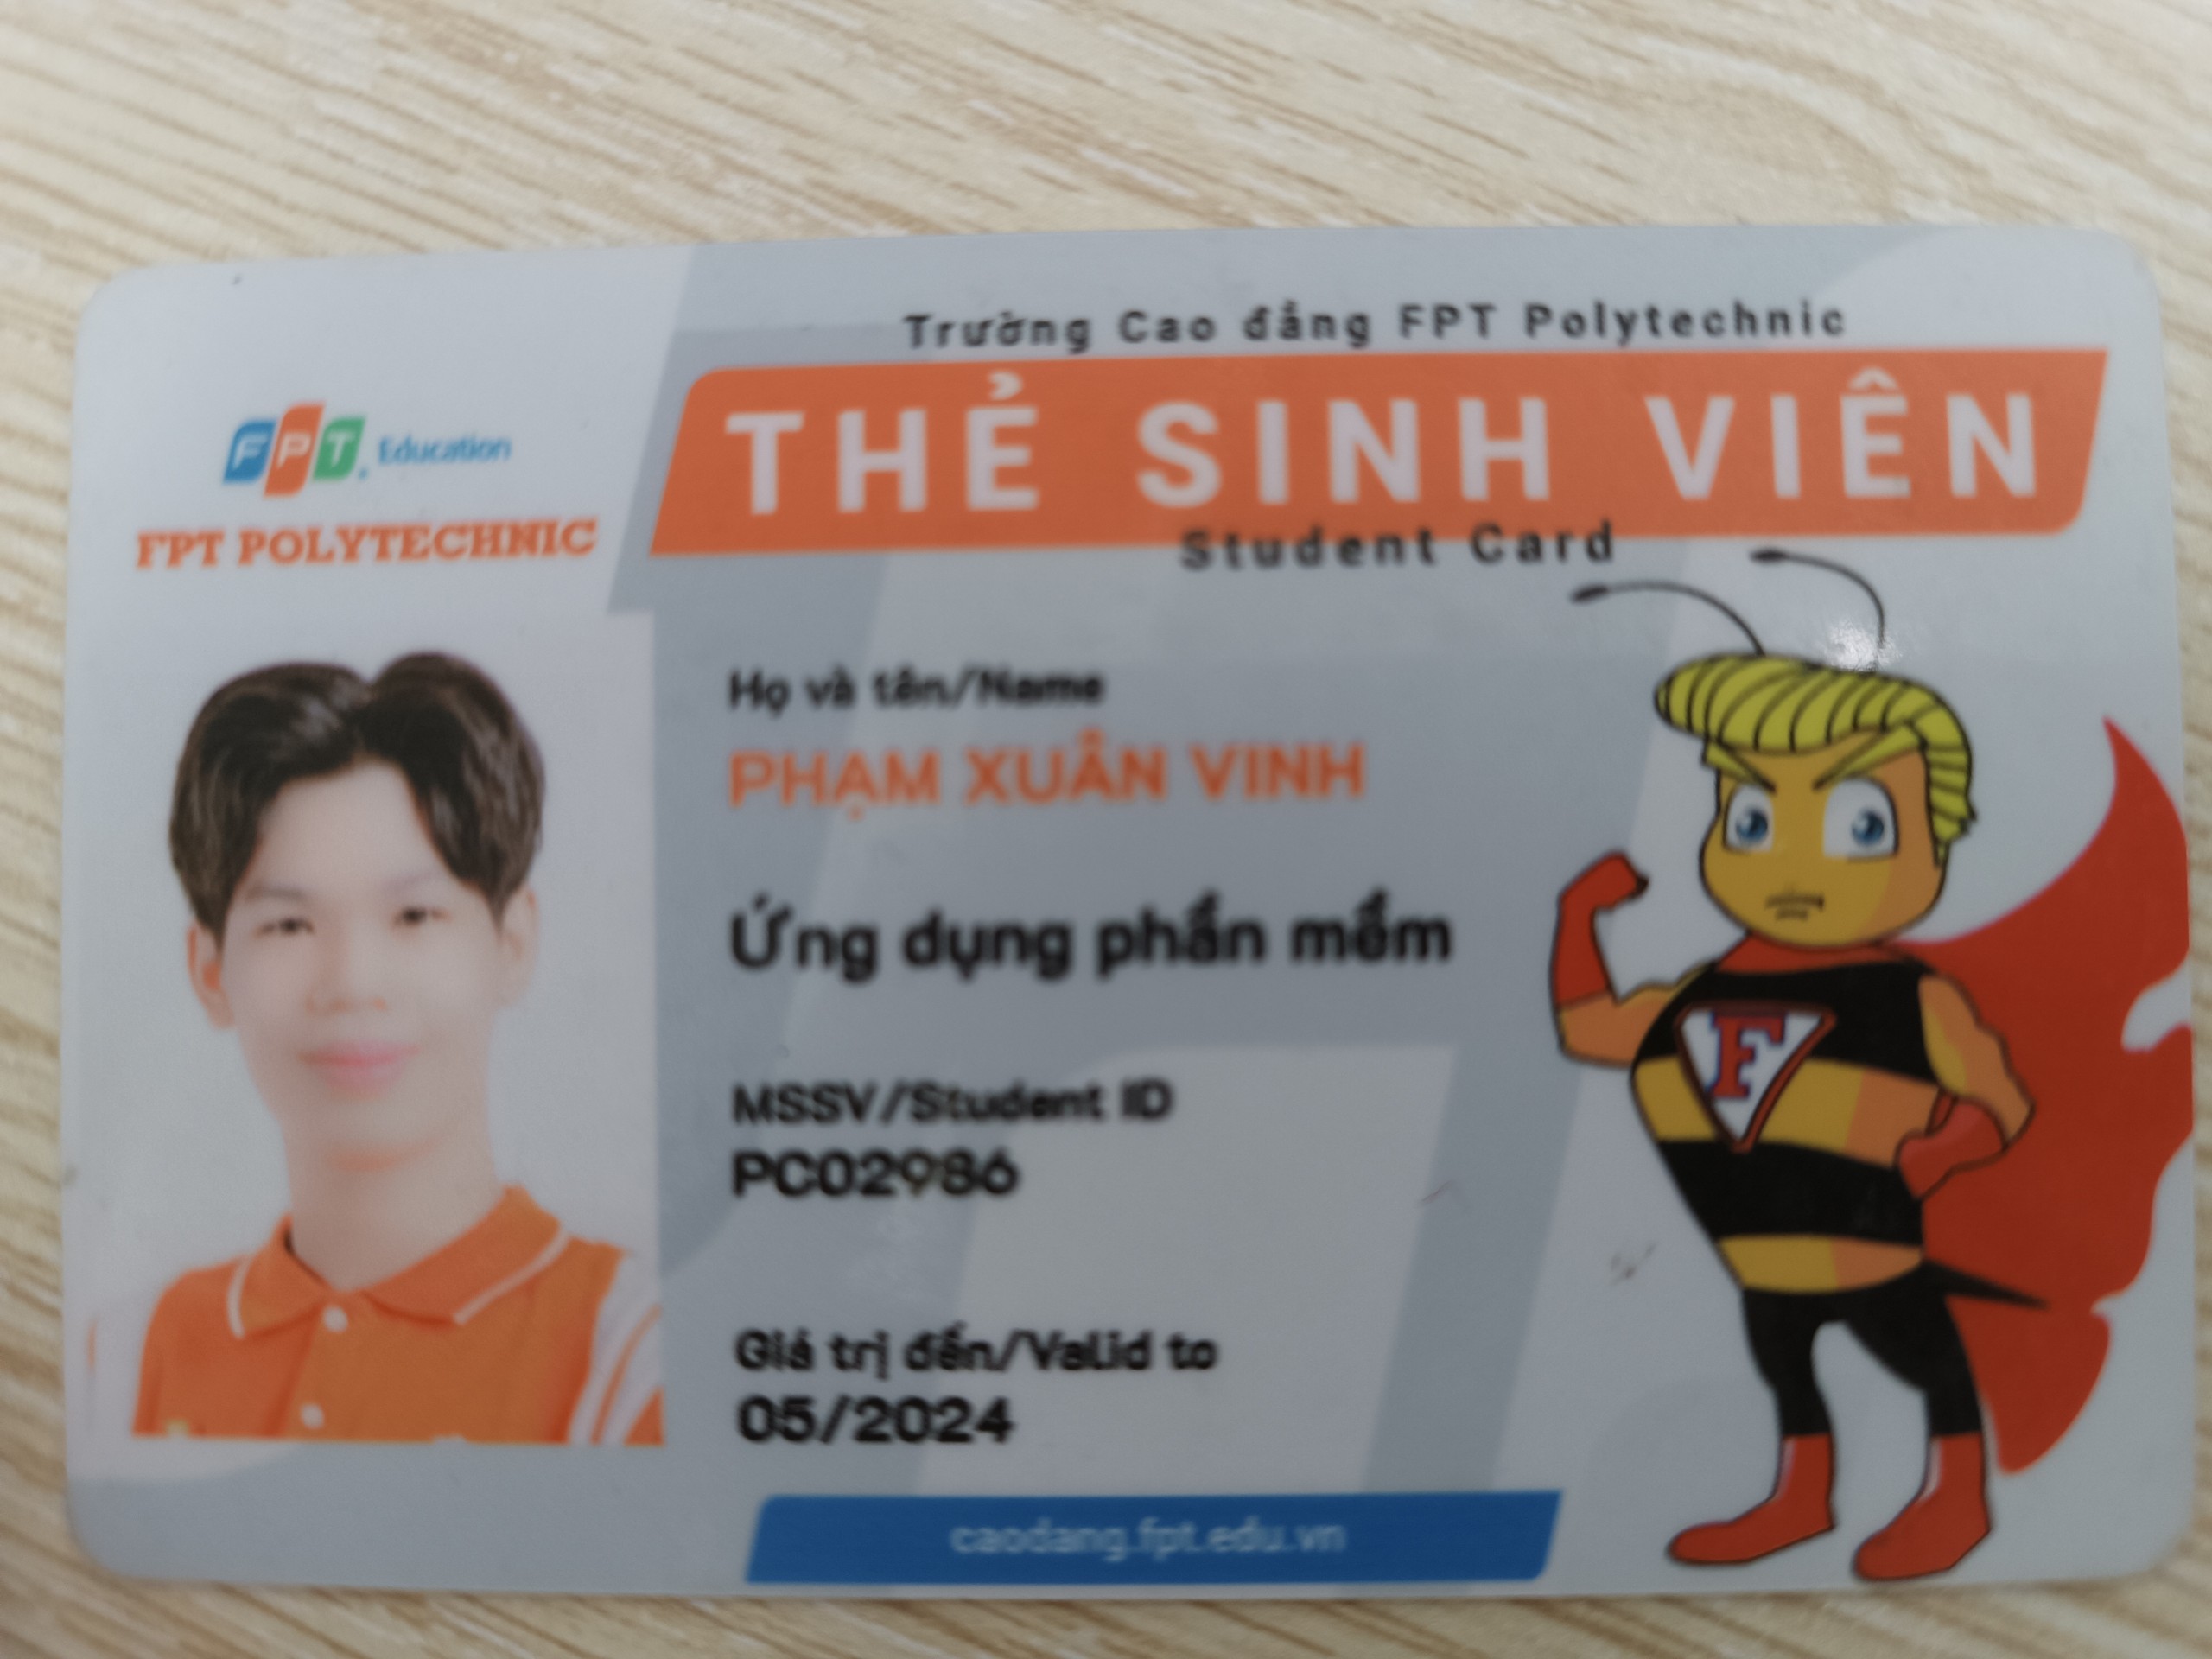 Trường Cao đẳng FPT Polytechnic
FPT Education
FPT POLYTECHNIC
THẺ SINH VIÊN
Student Card
Họ và tên/Name
PHẠM XUÂN VINH
Ứng dụng phần mềm
MSSV/Student ID
PC02986
Giá trị đến/Valid to
05/2024
caodang.fpt.edu.vn
F